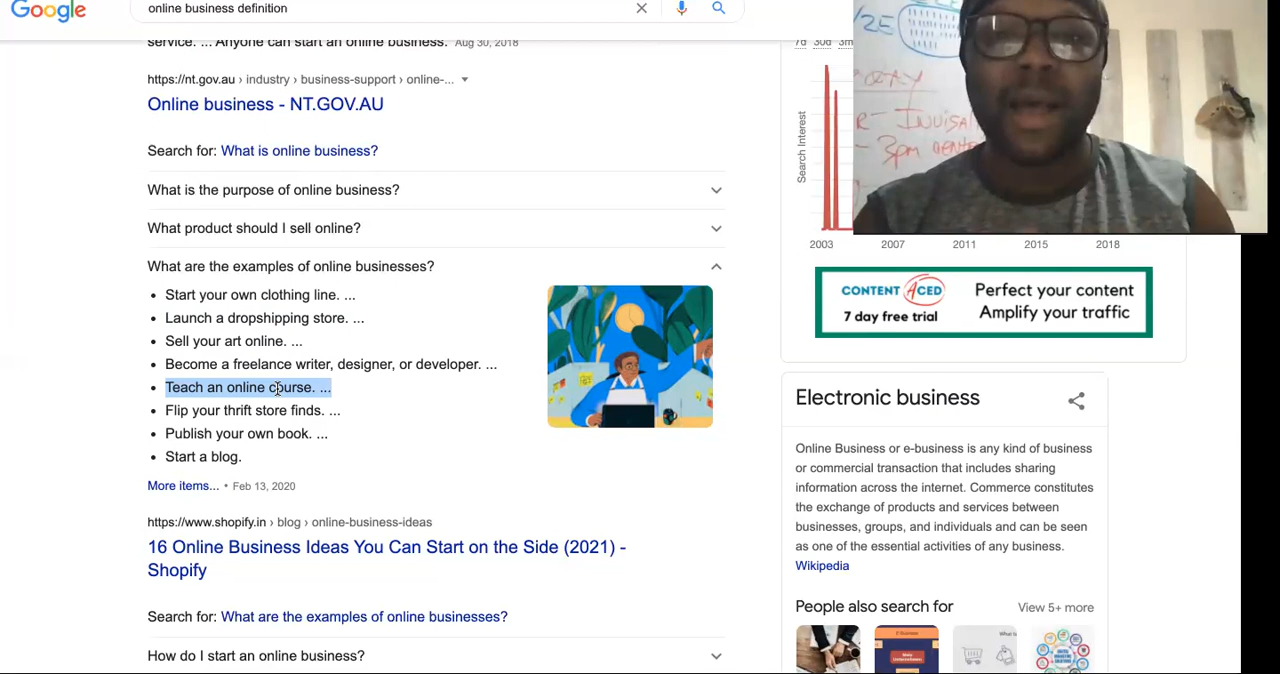 Google
online business definition
service. ... Anyone can start an online business. Aug 30, 2018
https://nt.gov.au › industry › business-support › online-...
Online business - NT.GOV.AU
Search for: What is online business?
What is the purpose of online business?
What product should I sell online?
What are the examples of online businesses?
• Start your own clothing line. ...
• Launch a dropshipping store. ...
• Sell your art online. ...
• Become a freelance writer, designer, or developer. ...
• Teach an online course. ...
• Flip your thrift store finds. ...
• Publish your own book. ...
• Start a blog.
More items... • Feb 13, 2020
https://www.shopify.in › blog › online-business-ideas
16 Online Business Ideas You Can Start on the Side (2021) -
Shopify
Search for: What are the examples of online businesses?
How do I start an online business?
/25
7d 30d 3m
3pm
Search Interest
2003 2007 2011 2015 2018
CONTENT ACED
7 day free trial
Perfect your content
Amplify your traffic
Electronic business
Online Business or e-business is any kind of business
or commercial transaction that includes sharing
information across the internet. Commerce constitutes
the exchange of products and services between
businesses, groups, and individuals and can be seen
as one of the essential activities of any business.
Wikipedia
People also search for
View 5+ more